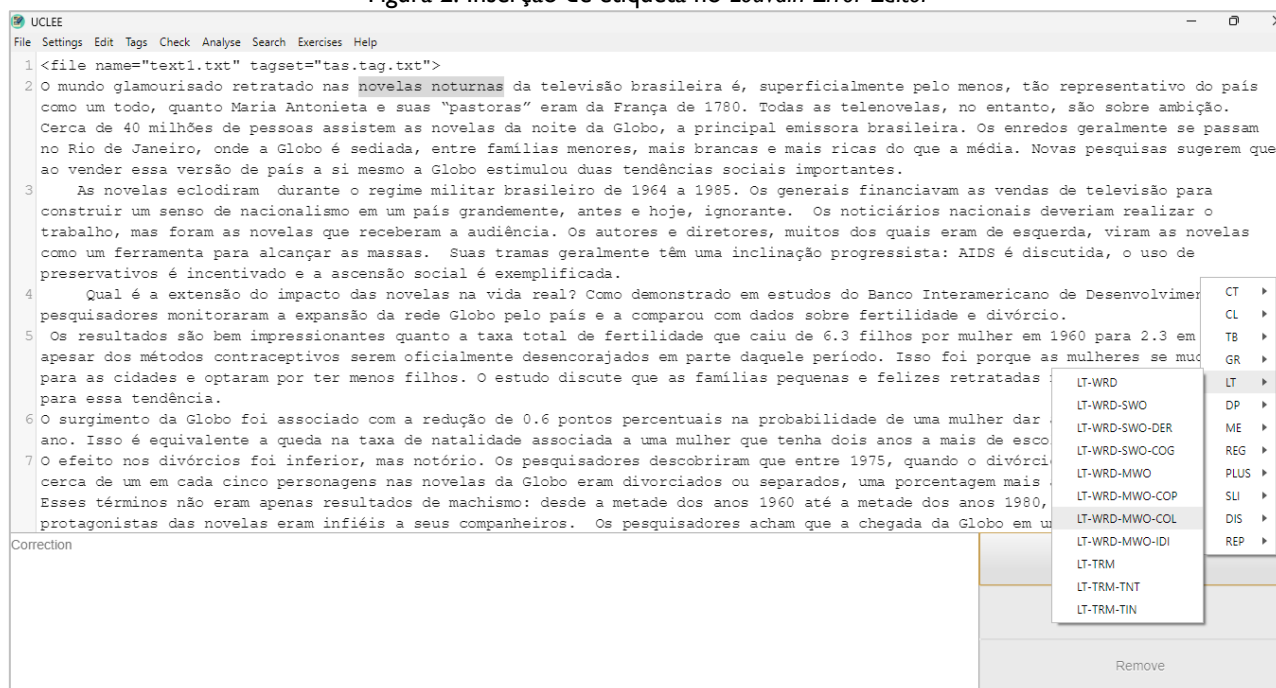 Figura 2. Inserção de etiqueta no Louvain Error Editor
UCLEE
File Settings Edit Tags Check Analyse Search Exercises Help
1 <file name="text1.txt" tagset="tas.tag.txt">
2 O mundo glamourisado retratado nas novelas noturnas da televisão brasileira é, superficialmente pelo menos, tão representativo do país
como um todo, quanto Maria Antonieta e suas “pastoras” eram da França de 1780. Todas as telenovelas, no entanto, são sobre ambição.
Cerca de 40 milhões de pessoas assistem as novelas da noite da Globo, a principal emissora brasileira. Os enredos geralmente se passam
no Rio de Janeiro, onde a Globo é sediada, entre famílias menores, mais brancas e mais ricas do que a média. Novas pesquisas sugerem que
ao vender essa versão de país a si mesmo a Globo estimulou duas tendências sociais importantes.
3 As novelas eclodiram durante o regime militar brasileiro de 1964 a 1985. Os generais financiavam as vendas de televisão para
construir um senso de nacionalismo em um país grandemente, antes e hoje, ignorante. Os noticiários nacionais deveriam realizar o
trabalho, mas foram as novelas que receberam a audiência. Os autores e diretores, muitos dos quais eram de esquerda, viram as novelas
como um ferramenta para alcançar as massas. Suas tramas geralmente têm uma inclinação progressista: AIDS é discutida, o uso de
preservativos é incentivado e a ascensão social é exemplificada.
4 Qual é a extensão do impacto das novelas na vida real? Como demonstrado em estudos do Banco Interamericano de Desenvolvimer
pesquisadores monitoraram a expansão da rede Globo pelo país e a comparou com dados sobre fertilidade e divórcio.
5 Os resultados são bem impressionantes quanto a taxa total de fertilidade que caiu de 6.3 filhos por mulher em 1960 para 2.3 em
apesar dos métodos contraceptivos serem oficialmente desencorajados em parte daquele período. Isso foi porque as mulheres se muc
para as cidades e optaram por ter menos filhos. O estudo discute que as famílias pequenas e felizes retratadas
para essa tendência.
6 O surgimento da Globo foi associado com a redução de 0.6 pontos percentuais na probabilidade de uma mulher dar
ano. Isso é equivalente a queda na taxa de natalidade associada a uma mulher que tenha dois anos a mais de esco
7 O efeito nos divórcios foi inferior, mas notório. Os pesquisadores descobriram que entre 1975, quando o divórci
cerca de um em cada cinco personagens nas novelas da Globo eram divorciados ou separados, uma porcentagem mais
Esses términos não eram apenas resultados de machismo: desde a metade dos anos 1960 até a metade dos anos 1980,
protagonistas das novelas eram infiéis a seus companheiros. Os pesquisadores acham que a chegada da Globo em u
CT
CL
TB
GR
LT
DP
ME
REG
PLUS
SLI
DIS
REP
LT-WRD
LT-WRD-SWO
LT-WRD-SWO-DER
LT-WRD-SWO-COG
LT-WRD-MWO
LT-WRD-MWO-COP
LT-WRD-MWO-COL
LT-WRD-MWO-IDI
LT-TRM
LT-TRM-TNT
LT-TRM-TIN
Correction
Remove